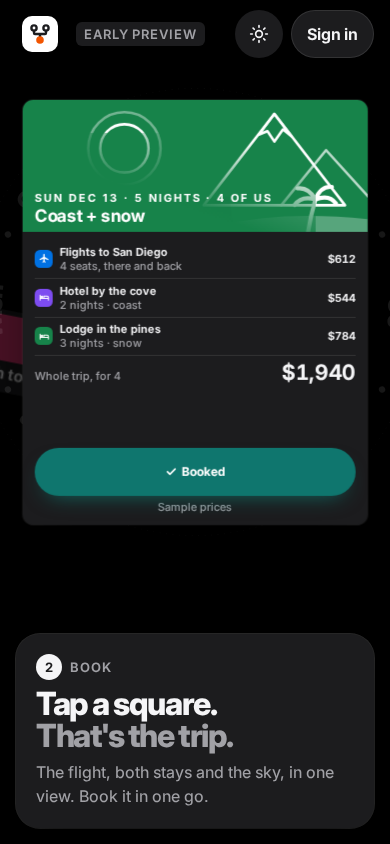 EARLY PREVIEW
Sign in
SUN DEC 13 · 5 NIGHTS · 4 OF US
Coast + snow
Flights to San Diego
4 seats, there and back
$612
Hotel by the cove
2 nights · coast
$544
Lodge in the pines
3 nights · snow
$784
Whole trip, for 4
$1,940
✓ Booked
Sample prices
2 BOOK
Tap a square.
That's the trip.
The flight, both stays and the sky, in one
view. Book it in one go.